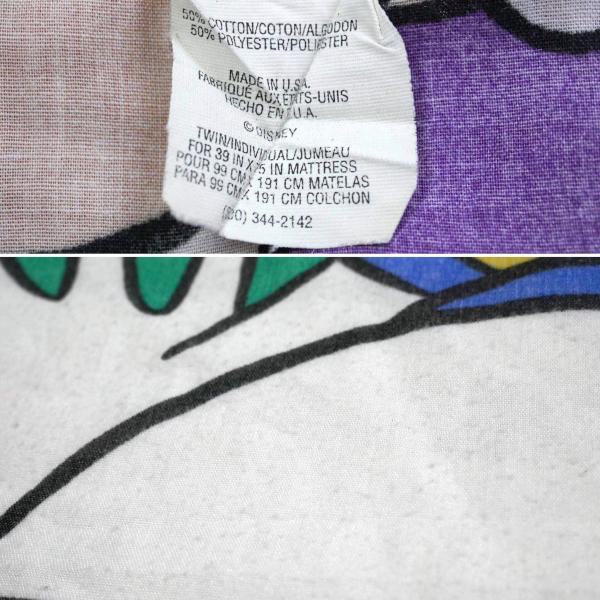 50% COTTON/COTON/ALGODON
50% POLYESTER/POLIESTER
MADE IN U.S.A.
FABRIQUÉ AUX ÉTATS-UNIS
HECHO EN E.U.A.
© DISNEY
TWIN/INDIVIDUAL/JUMEAU
FOR 39 IN X 75 IN MATTRESS
POUR 99 CM X 191 CM MATELAS
PARA 99 CM X 191 CM COLCHON
344-2142